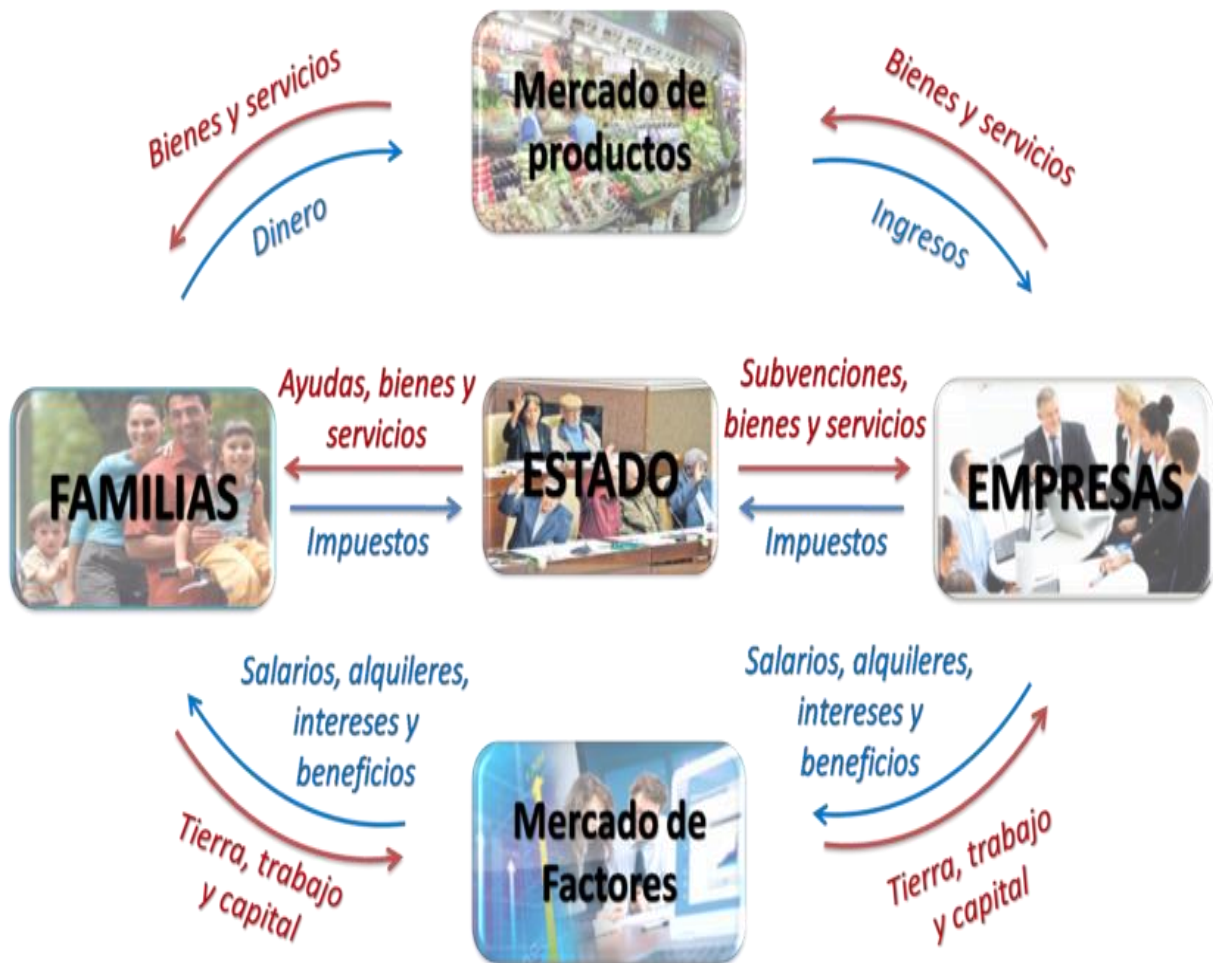 Mercado de
productos
Bienes y servicios
Dinero
Bienes y servicios
Ingresos
FAMILIAS
Ayudas, bienes y
servicios
Impuestos
ESTADO
Subvenciones,
bienes y servicios
Impuestos
EMPRESAS
Salarios, alquileres,
intereses y
beneficios
Tierra, trabajo
y capital
Mercado de
Factores
Salarios, alquileres,
intereses y
beneficios
Tierra, trabajo
y capital